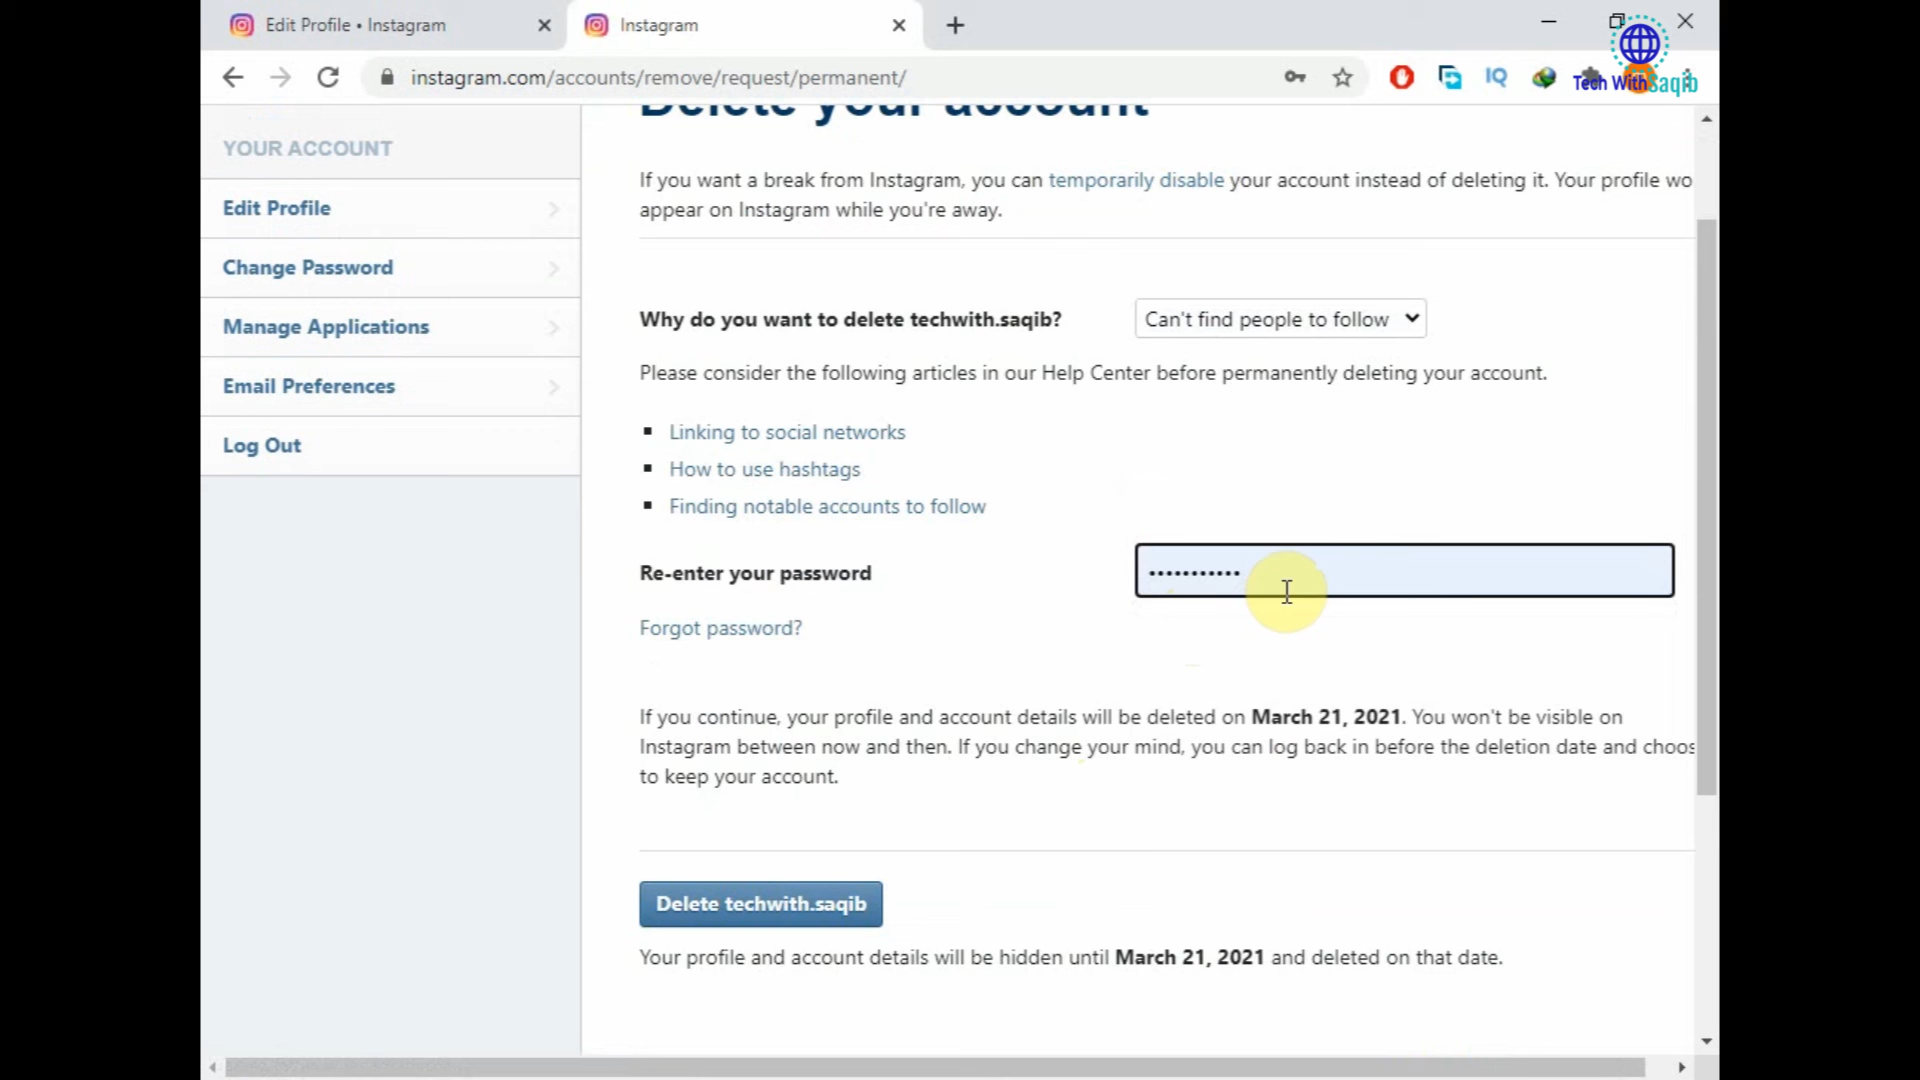 Edit Profile • Instagram
Instagram
instagram.com/accounts/remove/request/permanent/
IQ
Tech With Saqib
Delete your account
YOUR ACCOUNT
Edit Profile
Change Password
Manage Applications
Email Preferences
Log Out
If you want a break from Instagram, you can temporarily disable your account instead of deleting it. Your profile wo
appear on Instagram while you're away.
Why do you want to delete techwith.saqib?
Can't find people to follow
Please consider the following articles in our Help Center before permanently deleting your account.
Linking to social networks
How to use hashtags
Finding notable accounts to follow
Re-enter your password
Forgot password?
If you continue, your profile and account details will be deleted on March 21, 2021. You won't be visible on
Instagram between now and then. If you change your mind, you can log back in before the deletion date and choos
to keep your account.
Delete techwith.saqib
Your profile and account details will be hidden until March 21, 2021 and deleted on that date.